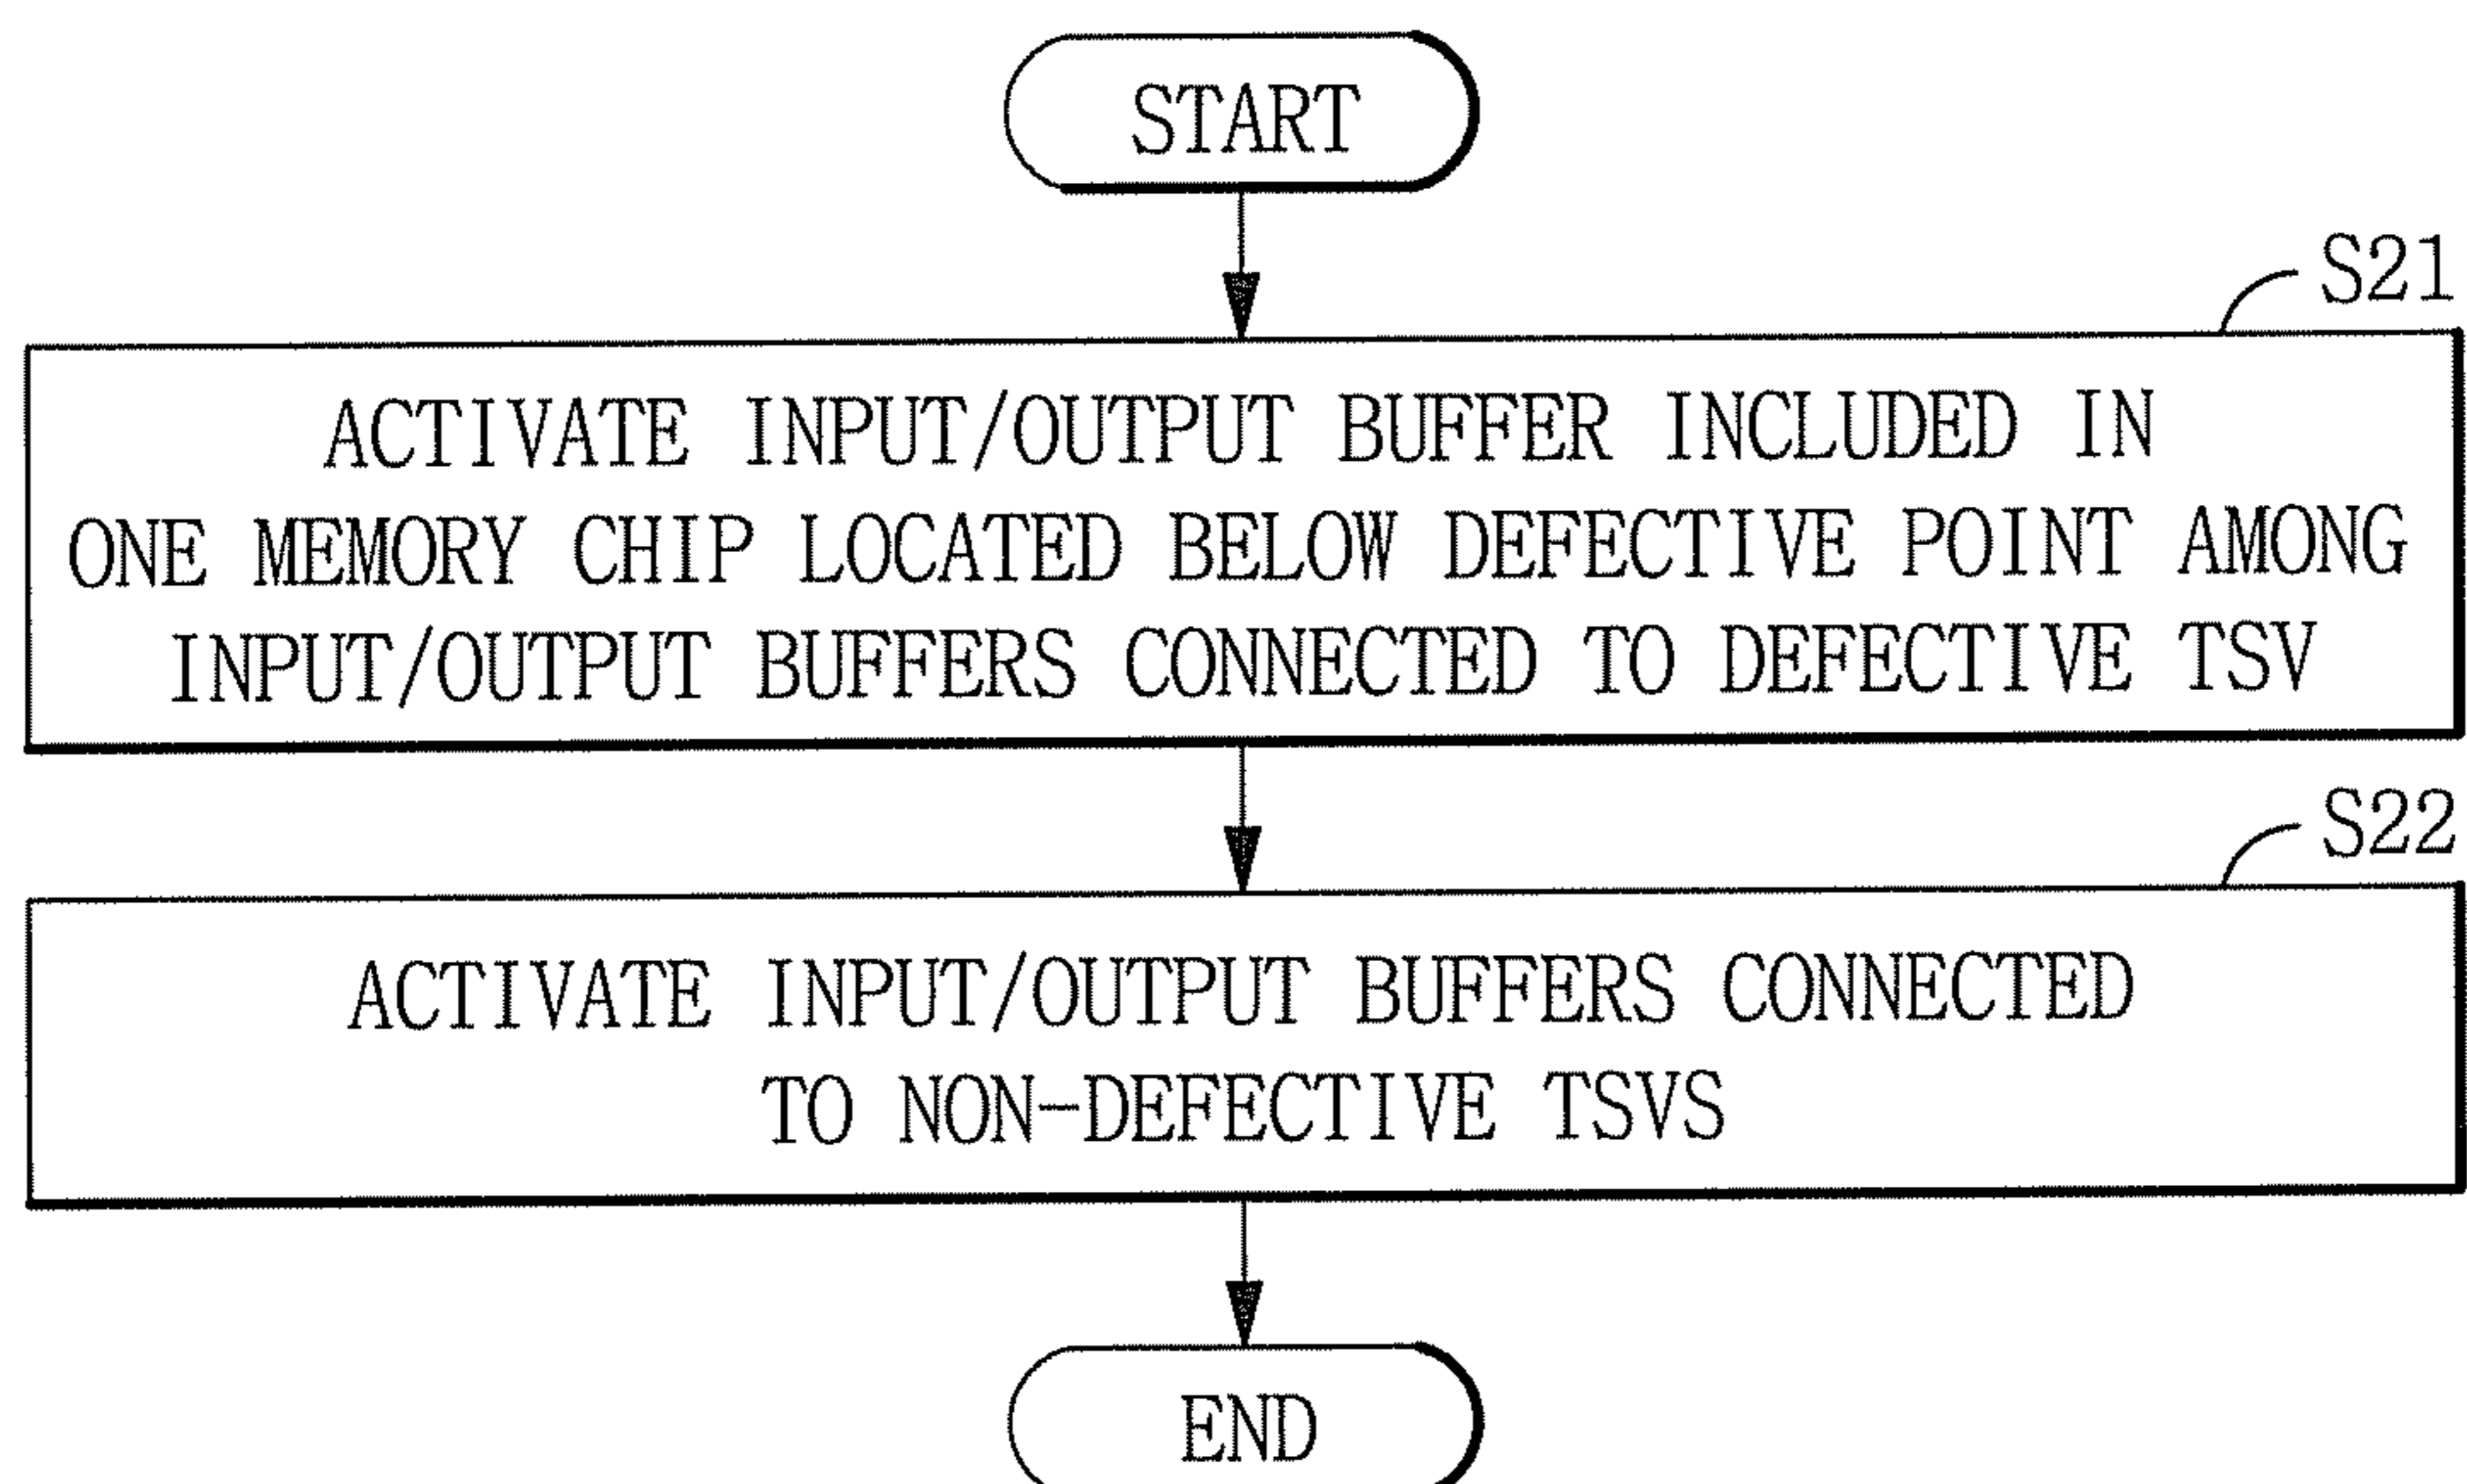 START
S21
ACTIVATE INPUT/OUTPUT BUFFER INCLUDED IN
ONE MEMORY CHIP LOCATED BELOW DEFECTIVE POINT AMONG
INPUT/OUTPUT BUFFERS CONNECTED TO DEFECTIVE TSV
S22
ACTIVATE INPUT/OUTPUT BUFFERS CONNECTED
TO NON-DEFECTIVE TSVS
END